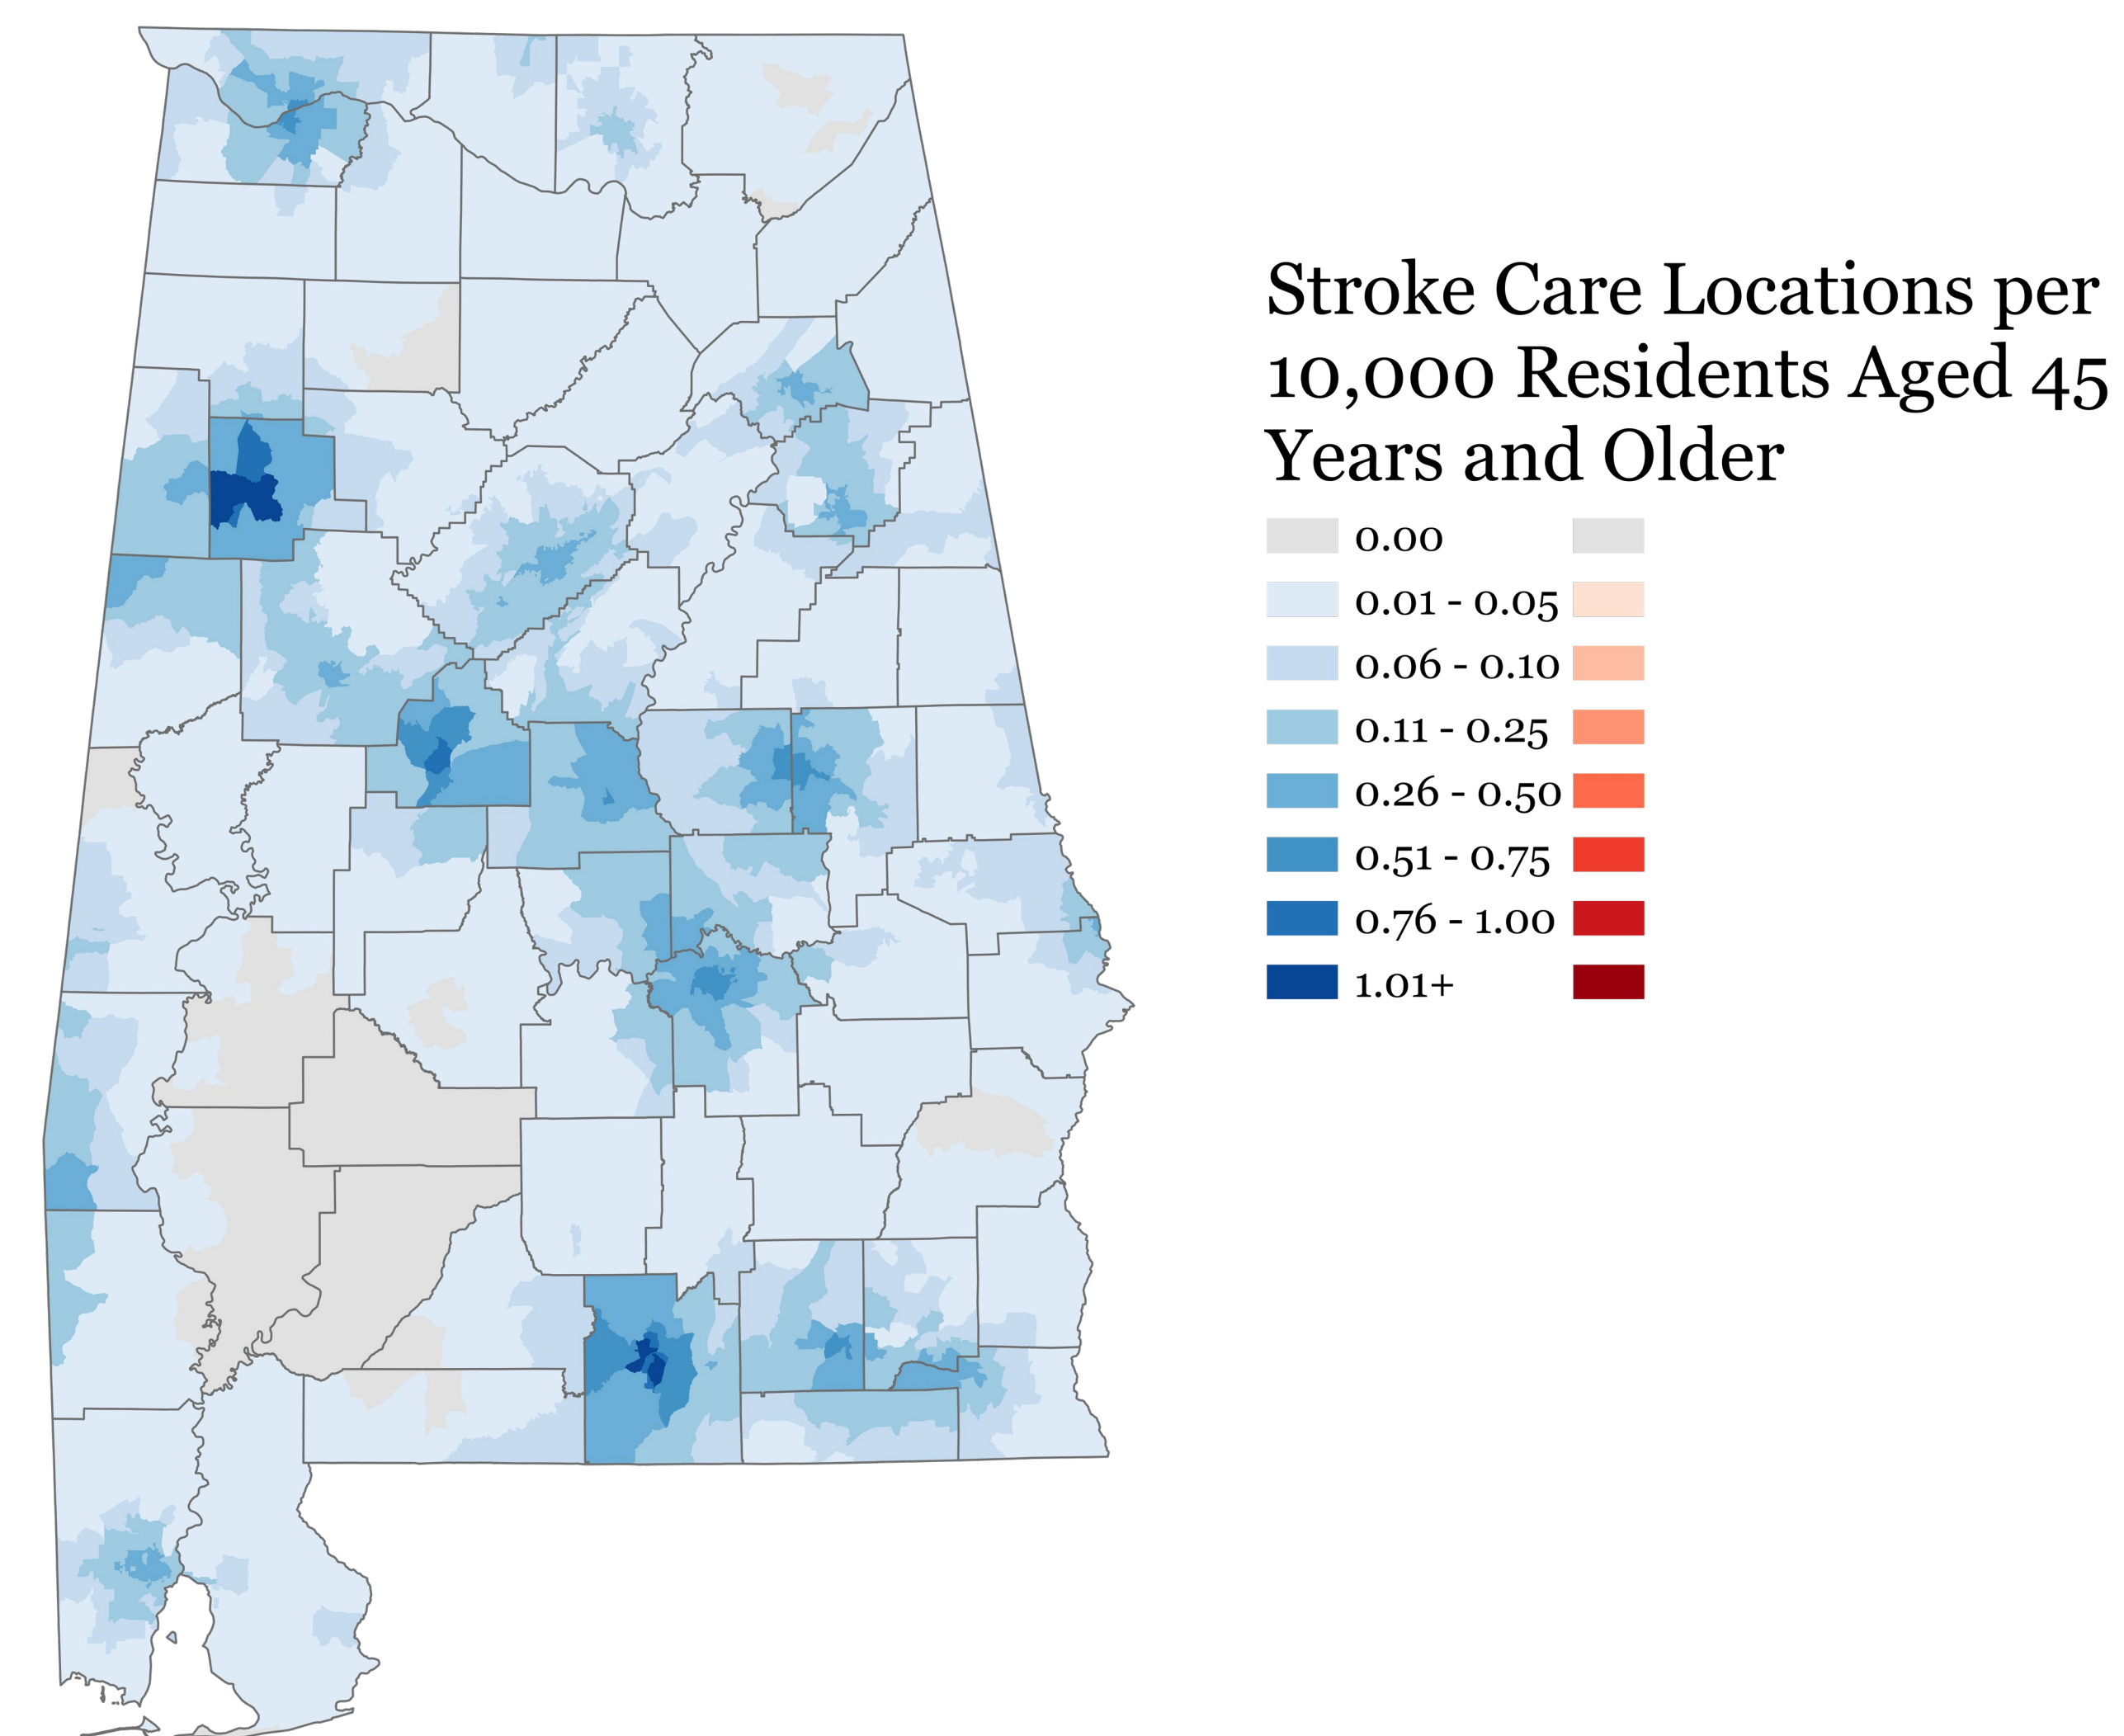 Stroke Care Locations per
10,000 Residents Aged 45
Years and Older
0.00
0.01 - 0.05
0.06 - 0.10
0.11 - 0.25
0.26 - 0.50
0.51 - 0.75
0.76 - 1.00
1.01+